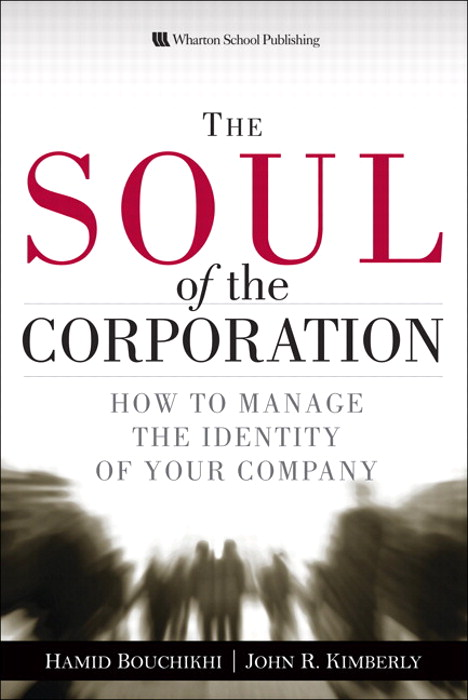 Wharton School Publishing
THE
SOUL
of the
CORPORATION
HOW TO MANAGE
THE IDENTITY
OF YOUR COMPANY
HAMID BOUCHIKHI | JOHN R. KIMBERLY